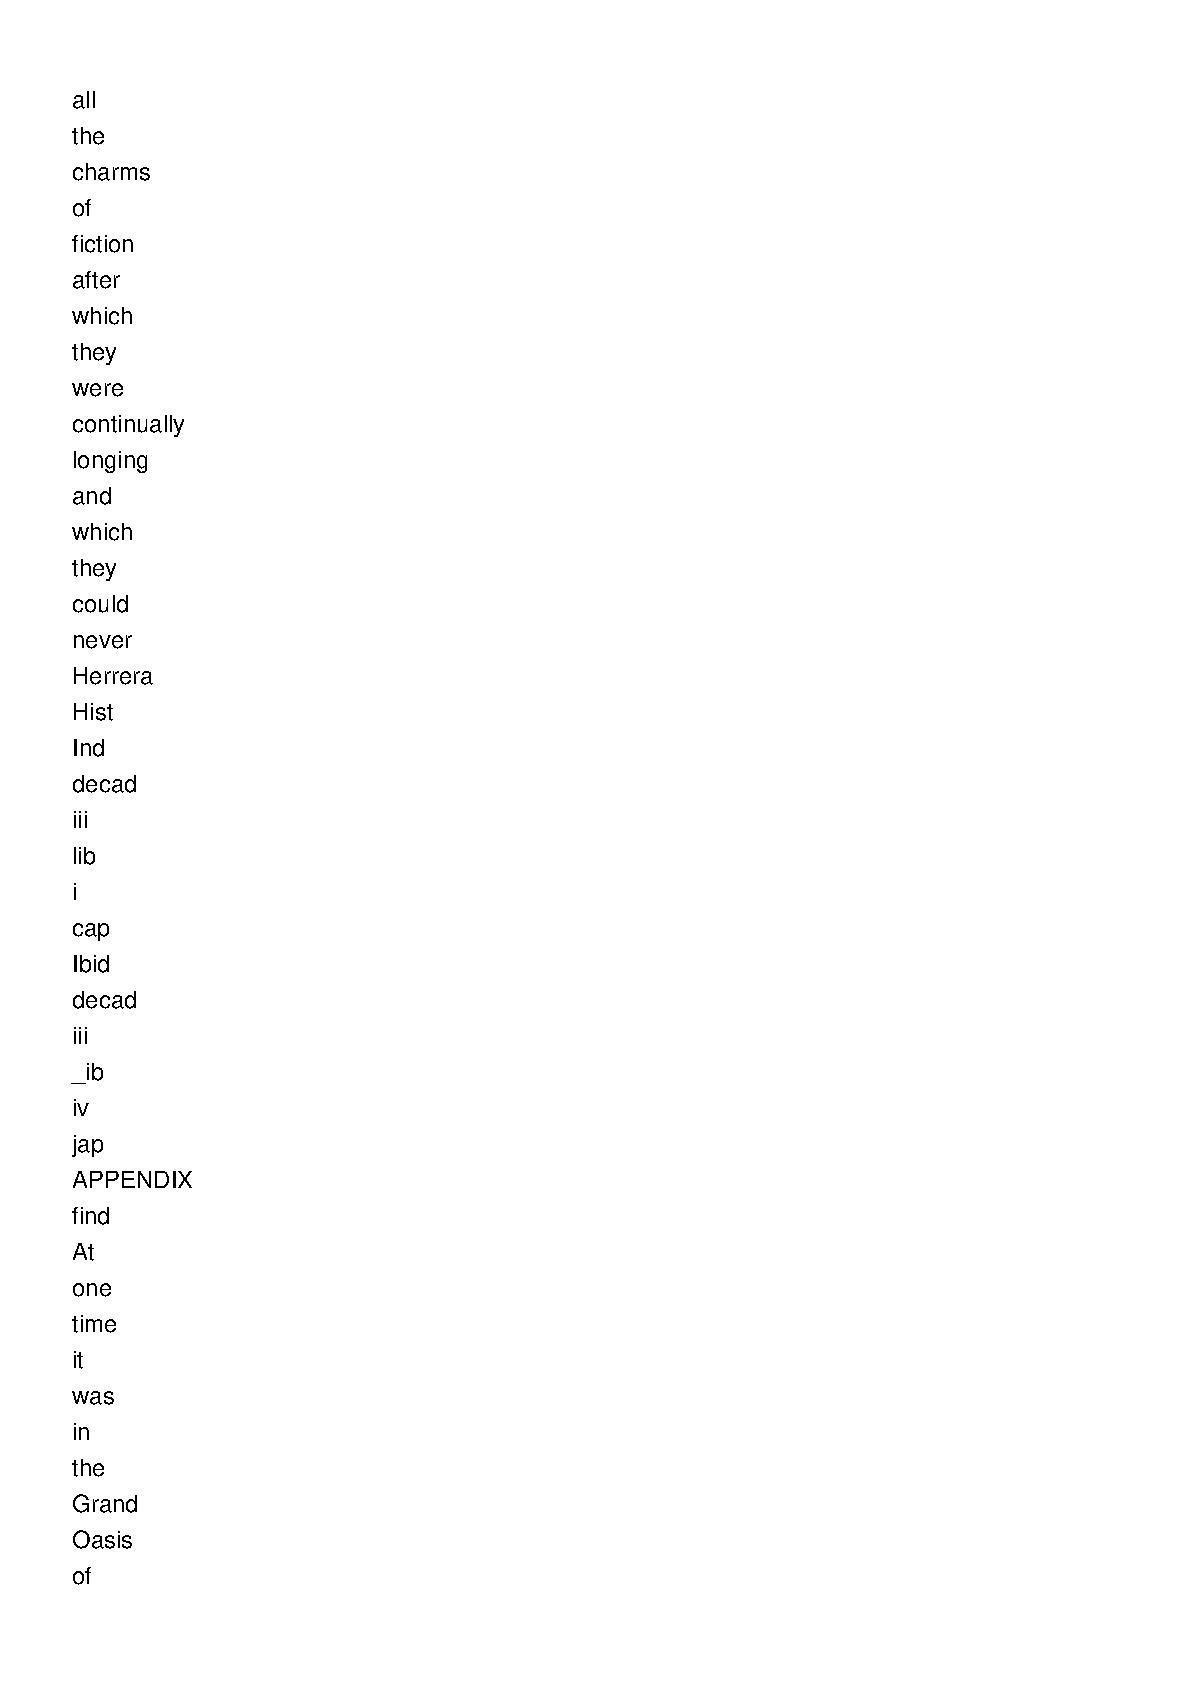 all
the
charms
of
fiction
after
which
they
were
continually
longing
and
which
they
could
never
Herrera
Hist
Ind
decad
iii
lib
i
cap
Ibid
decad
iii
_ib
iv
jap
APPENDIX
find
At
one
time
it
was
in
the
Grand
Oasis
of